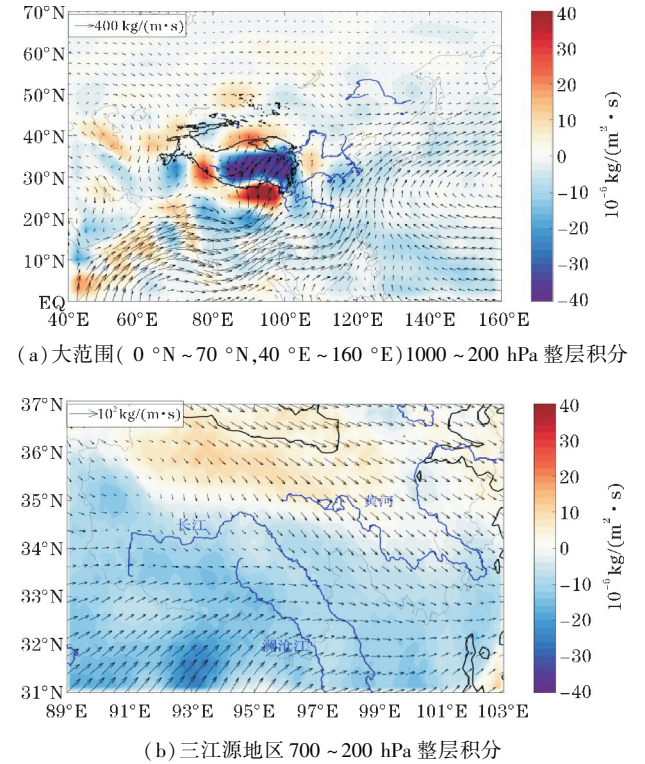 70°N
60°N
50°N
40°N
30°N
20°N
10°N
EQ
400 kg/(m·s)
40°E 60°E 80°E 100°E 120°E 140°E 160°E
40
30
20
10
0
-10
-20
-30
-40
10⁻⁶ kg/(m²·s)
(a)大范围( 0 °N ~70 °N,40 °E ~160 °E)1000 ~200 hPa 整层积分
37°N
36°N
35°N
34°N
33°N
32°N
31°N
10² kg/(m·s)
黄河
长江
澜沧江
89°E 91°E 93°E 95°E 97°E 99°E 101°E 103°E
40
30
20
10
0
-10
-20
-30
-40
10⁻⁶ kg/(m²·s)
(b)三江源地区 700 ~200 hPa 整层积分